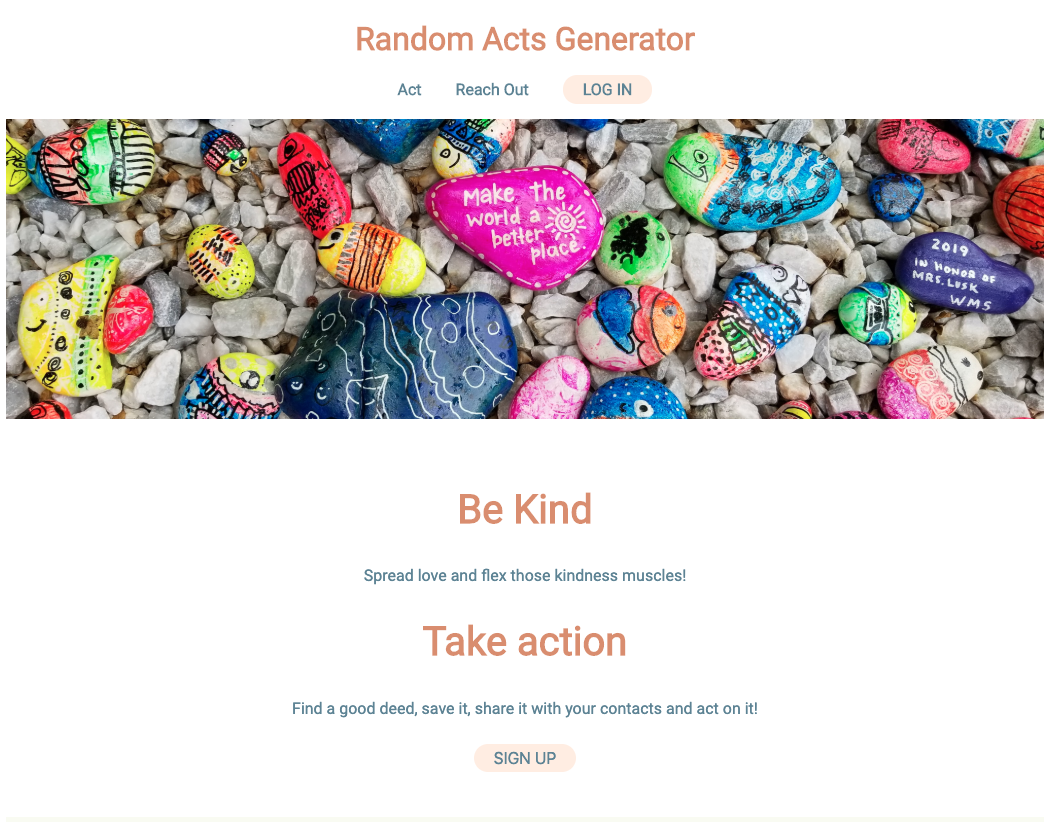 Random Acts Generator
Act Reach Out LOG IN
Make the
world a
better
place.
2019
IN HONOR OF
MRS. LUSK
WMS
Be Kind
Spread love and flex those kindness muscles!
Take action
Find a good deed, save it, share it with your contacts and act on it!
SIGN UP